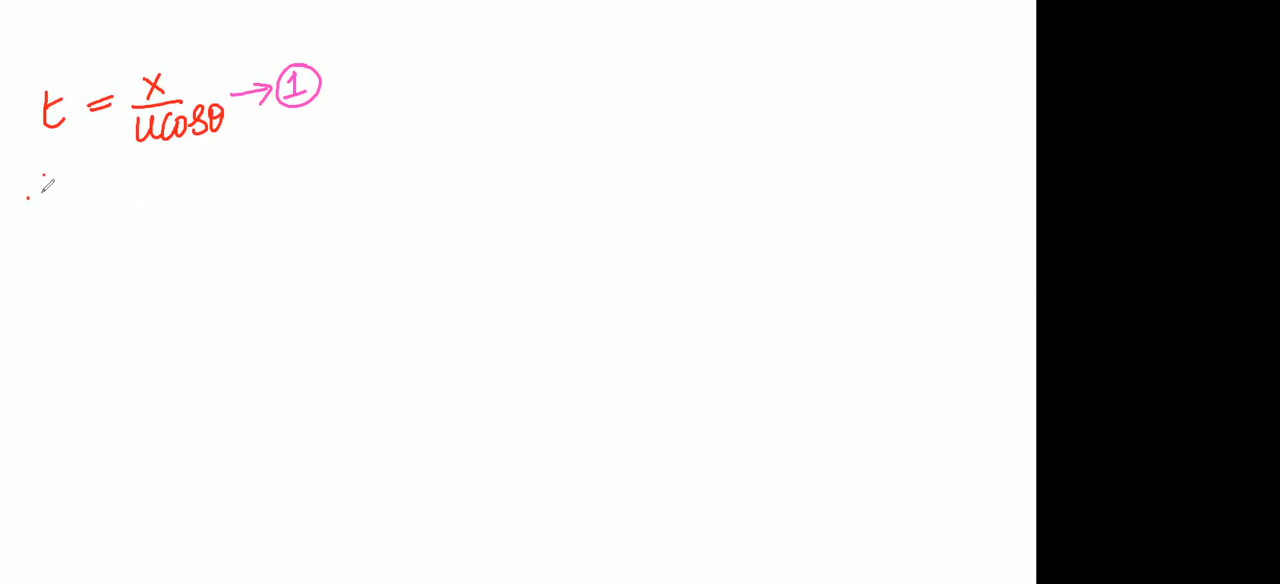 t = x/ucosθ → ①